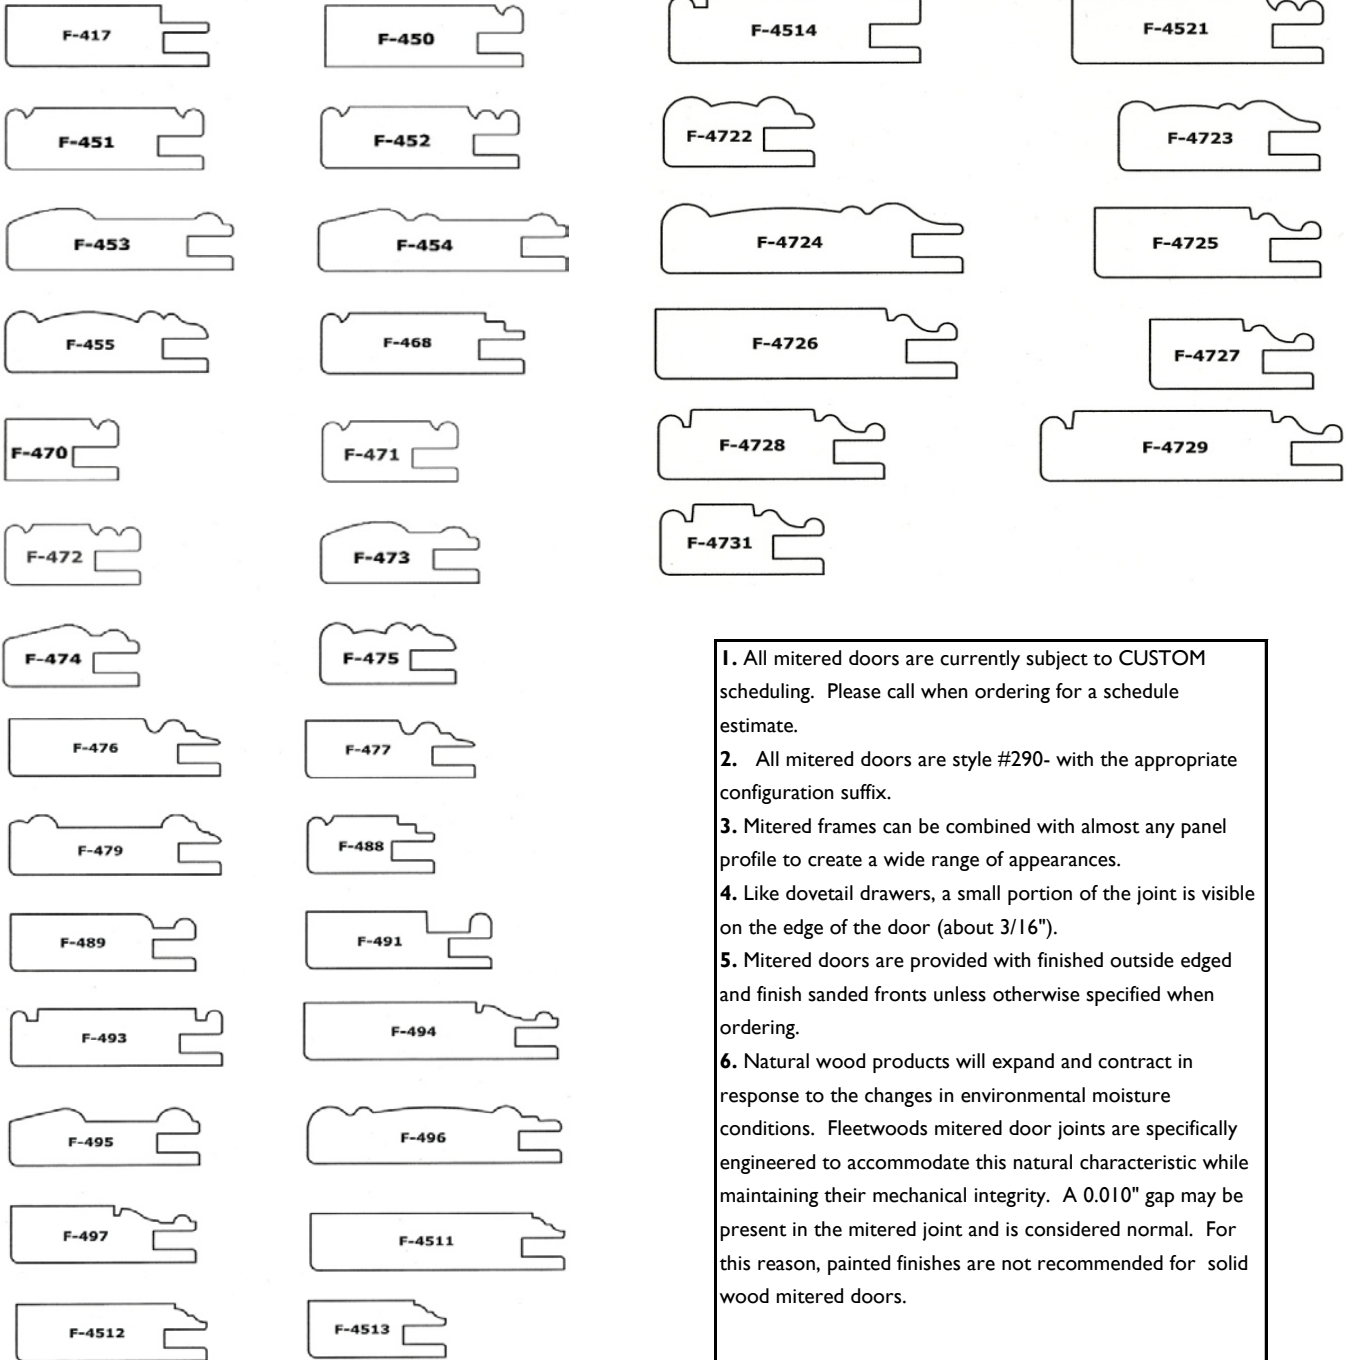 F-417
F-450
F-4514
F-4521
F-451
F-452
F-4722
F-4723
F-453
F-454
F-4724
F-4725
F-455
F-468
F-4726
F-4727
F-470
F-471
F-4728
F-4729
F-472
F-473
F-4731
F-474
F-475
F-476
F-477
F-479
F-488
F-489
F-491
F-493
F-494
F-495
F-496
F-497
F-4511
F-4512
F-4513
1. All mitered doors are currently subject to CUSTOM
scheduling. Please call when ordering for a schedule
estimate.
2. All mitered doors are style #290- with the appropriate
configuration suffix.
3. Mitered frames can be combined with almost any panel
profile to create a wide range of appearances.
4. Like dovetail drawers, a small portion of the joint is visible
on the edge of the door (about 3/16").
5. Mitered doors are provided with finished outside edged
and finish sanded fronts unless otherwise specified when
ordering.
6. Natural wood products will expand and contract in
response to the changes in environmental moisture
conditions. Fleetwoods mitered door joints are specifically
engineered to accommodate this natural characteristic while
maintaining their mechanical integrity. A 0.010" gap may be
present in the mitered joint and is considered normal. For
this reason, painted finishes are not recommended for solid
wood mitered doors.